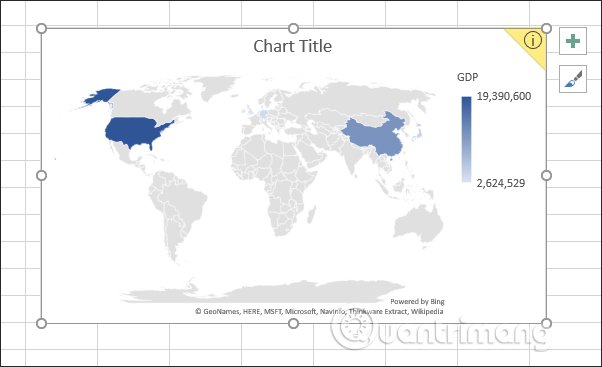 Chart Title
GDP
19,390,600
2,624,529
Powered by Bing
© GeoNames, HERE, MSFT, Microsoft, NavInfo, Thinkware Extract, Wikipedia
Quantrimang